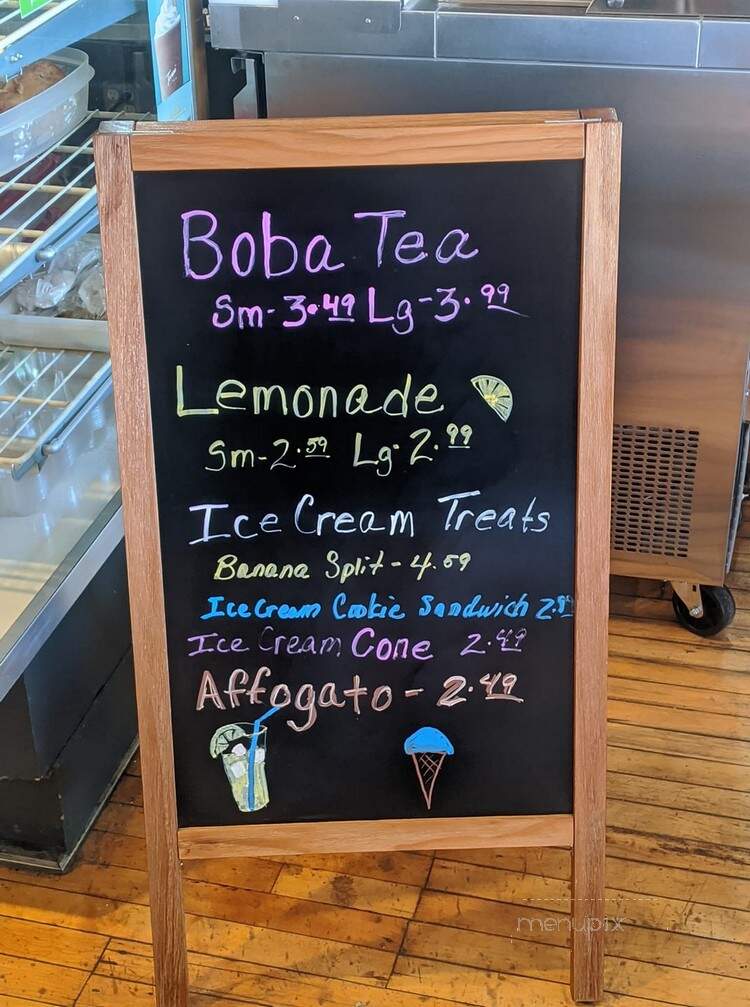 Boba Tea
Sm-3.49 Lg-3.99
Lemonade
Sm-2.59 Lg-2.99
Ice Cream Treats
Banana Split-4.59
Ice Cream Cookie Sandwich
Ice Cream Cone 2.49
Affogato-2.49
menupix